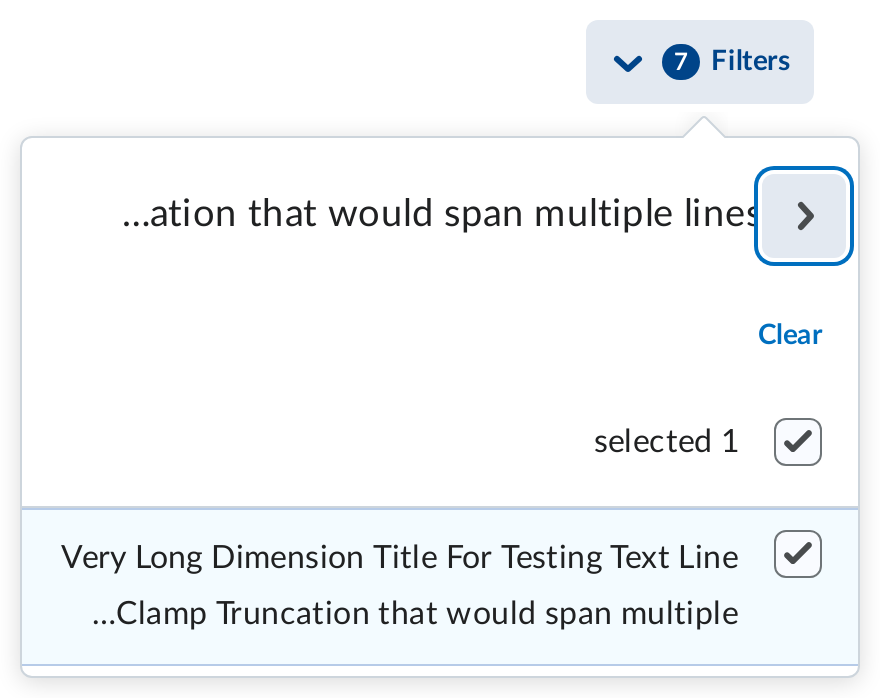 7 Filters
...ation that would span multiple lines
Clear
selected 1
Very Long Dimension Title For Testing Text Line
...Clamp Truncation that would span multiple